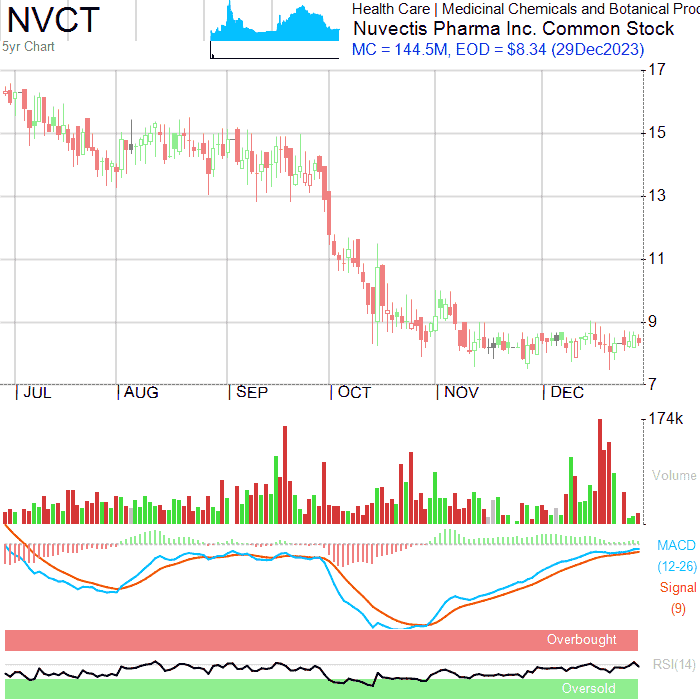 NVCT
5yr Chart
Health Care | Medicinal Chemicals and Botanical Prod
Nuvectis Pharma Inc. Common Stock
MC = 144.5M, EOD = $8.34 (29Dec2023)
17
15
13
11
9
7
JUL AUG SEP OCT NOV DEC
174k
Volume
MACD
(12-26)
Signal
(9)
Overbought
RSI(14)
Oversold